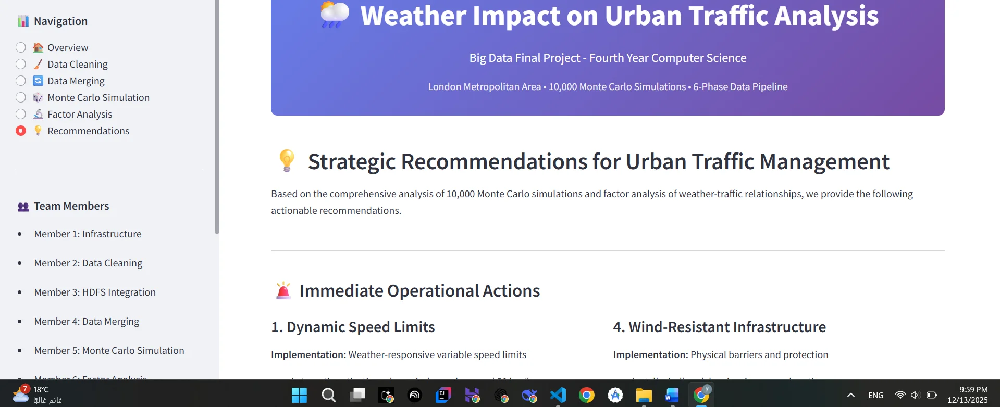 Navigation
Overview
Data Cleaning
Data Merging
Monte Carlo Simulation
Factor Analysis
Recommendations
Team Members
Member 1: Infrastructure
Member 2: Data Cleaning
Member 3: HDFS Integration
Member 4: Data Merging
Member 5: Monte Carlo Simulation
Member 6: Factor Analysis
Weather Impact on Urban Traffic Analysis
Big Data Final Project - Fourth Year Computer Science
London Metropolitan Area • 10,000 Monte Carlo Simulations • 6-Phase Data Pipeline
Strategic Recommendations for Urban Traffic Management
Based on the comprehensive analysis of 10,000 Monte Carlo simulations and factor analysis of weather-traffic relationships, we provide the following
actionable recommendations.
Immediate Operational Actions
1. Dynamic Speed Limits
Implementation: Weather-responsive variable speed limits
4. Wind-Resistant Infrastructure
Implementation: Physical barriers and protection
7
18°C
غائم غالبًا
ENG
9:59 PM
12/13/2025